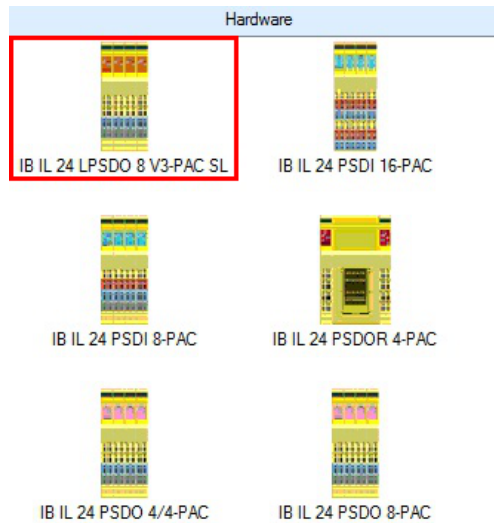 Hardware
IB IL 24 LPSDO 8 V3-PAC SL
IB IL 24 PSDI 16-PAC
IB IL 24 PSDI 8-PAC
IB IL 24 PSDOR 4-PAC
IB IL 24 PSDO 4/4-PAC
IB IL 24 PSDO 8-PAC